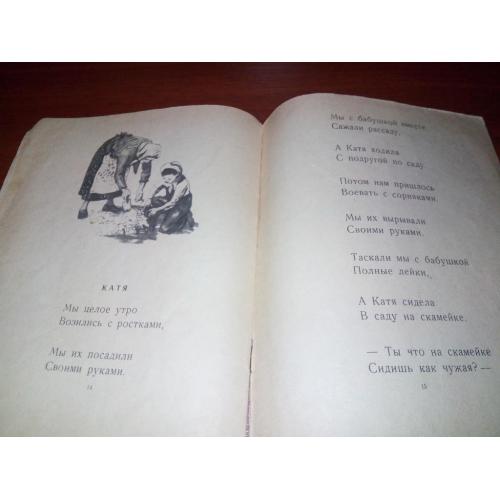 КАТЯ
Мы целое утро
Возились с ростками,
Мы их посадили
Своими руками.
14
Мы с бабушкой вместе
Сажали рассаду,
А Катя ходила
С подругой по саду.
Потом нам пришлось
Воевать с сорняками.
Мы их вырывали
Своими руками.
Таскали мы с бабушкой
Полные лейки,
А Катя сидела
В саду на скамейке.
— Ты что на скамейке
Сидишь как чужая? —
15